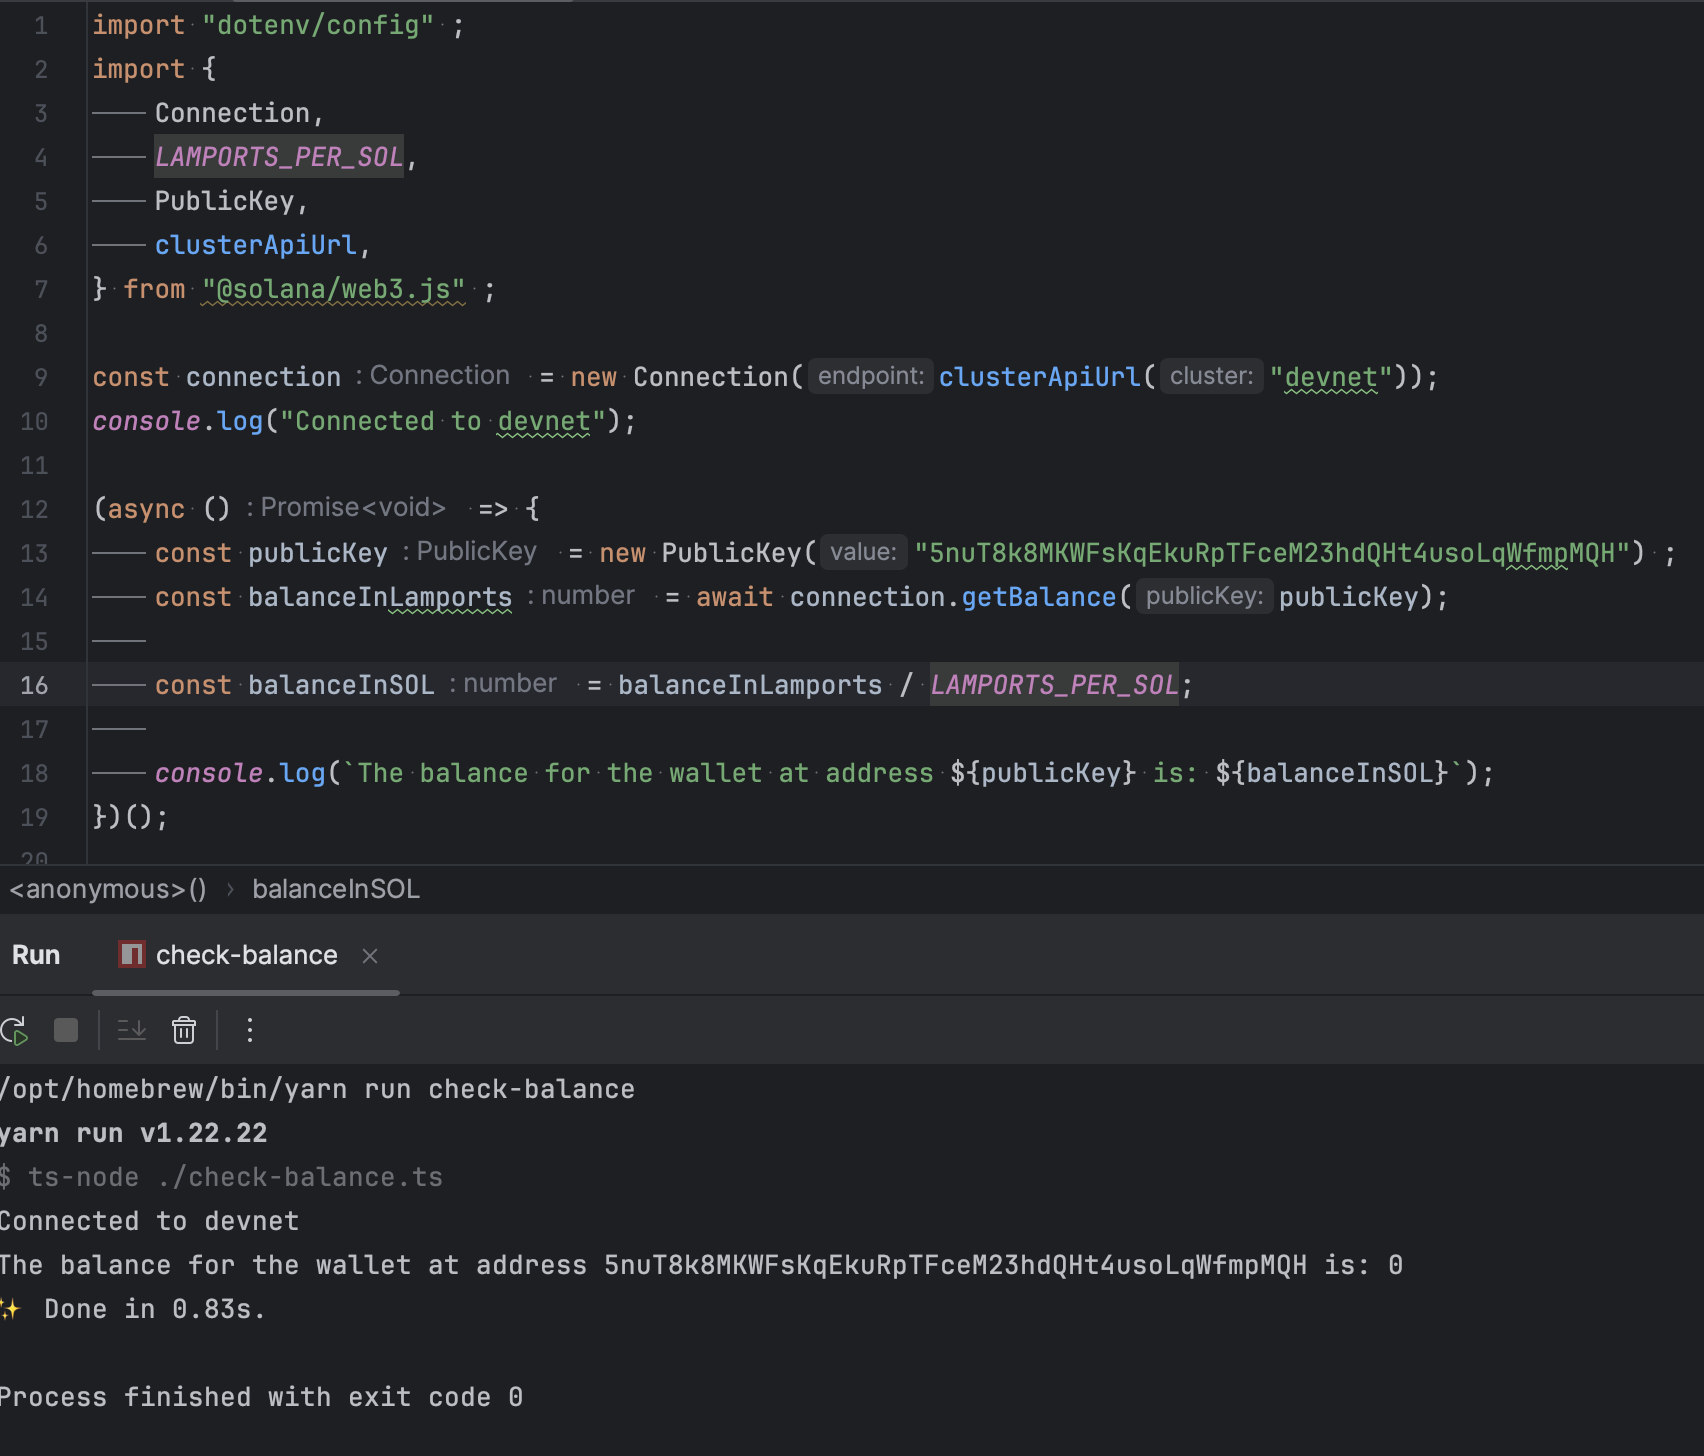 1 import "dotenv/config" ;
2 import {
3 Connection,
4 LAMPORTS_PER_SOL,
5 PublicKey,
6 clusterApiUrl,
7 } from "@solana/web3.js" ;
8
9 const connection : Connection = new Connection( endpoint: clusterApiUrl( cluster: "devnet"));
10 console.log("Connected to devnet");
11
12 (async () : Promise<void> => {
13 const publicKey : PublicKey = new PublicKey( value: "5nuT8k8MKWFsKqEkuRpTFceM23hdQHt4usoLqWfmpMQH") ;
14 const balanceInLamports : number = await connection.getBalance( publicKey: publicKey);
15
16 const balanceInSOL : number = balanceInLamports / LAMPORTS_PER_SOL;
17
18 console.log(`The balance for the wallet at address ${publicKey} is: ${balanceInSOL}`);
19 })();
20
<anonymous>() › balanceInSOL
Run check-balance ×
/opt/homebrew/bin/yarn run check-balance
yarn run v1.22.22
$ ts-node ./check-balance.ts
Connected to devnet
The balance for the wallet at address 5nuT8k8MKWFsKqEkuRpTFceM23hdQHt4usoLqWfmpMQH is: 0
✨ Done in 0.83s.
Process finished with exit code 0